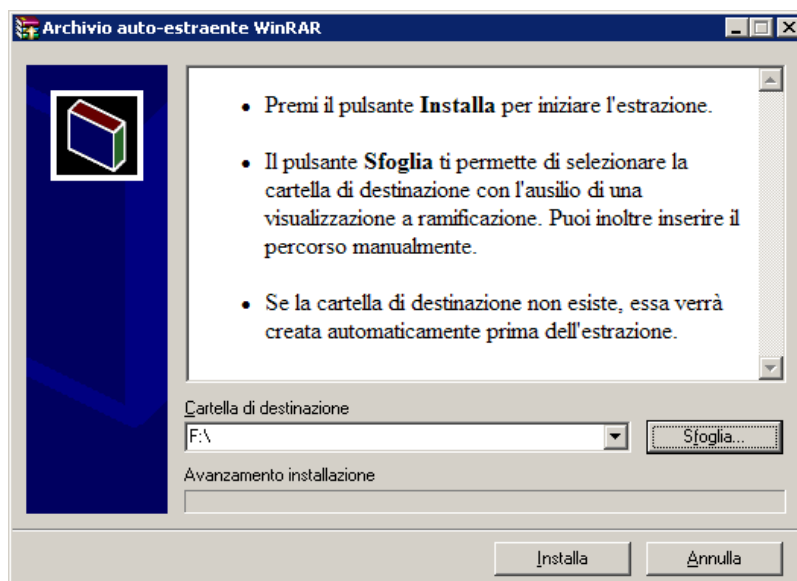 Archivio auto-estraente WinRAR
• Premi il pulsante Installa per iniziare l'estrazione.
• Il pulsante Sfoglia ti permette di selezionare la
cartella di destinazione con l'ausilio di una
visualizzazione a ramificazione. Puoi inoltre inserire il
percorso manualmente.
• Se la cartella di destinazione non esiste, essa verrà
creata automaticamente prima dell'estrazione.
Cartella di destinazione
F:\
Sfoglia...
Avanzamento installazione
Installa
Annulla